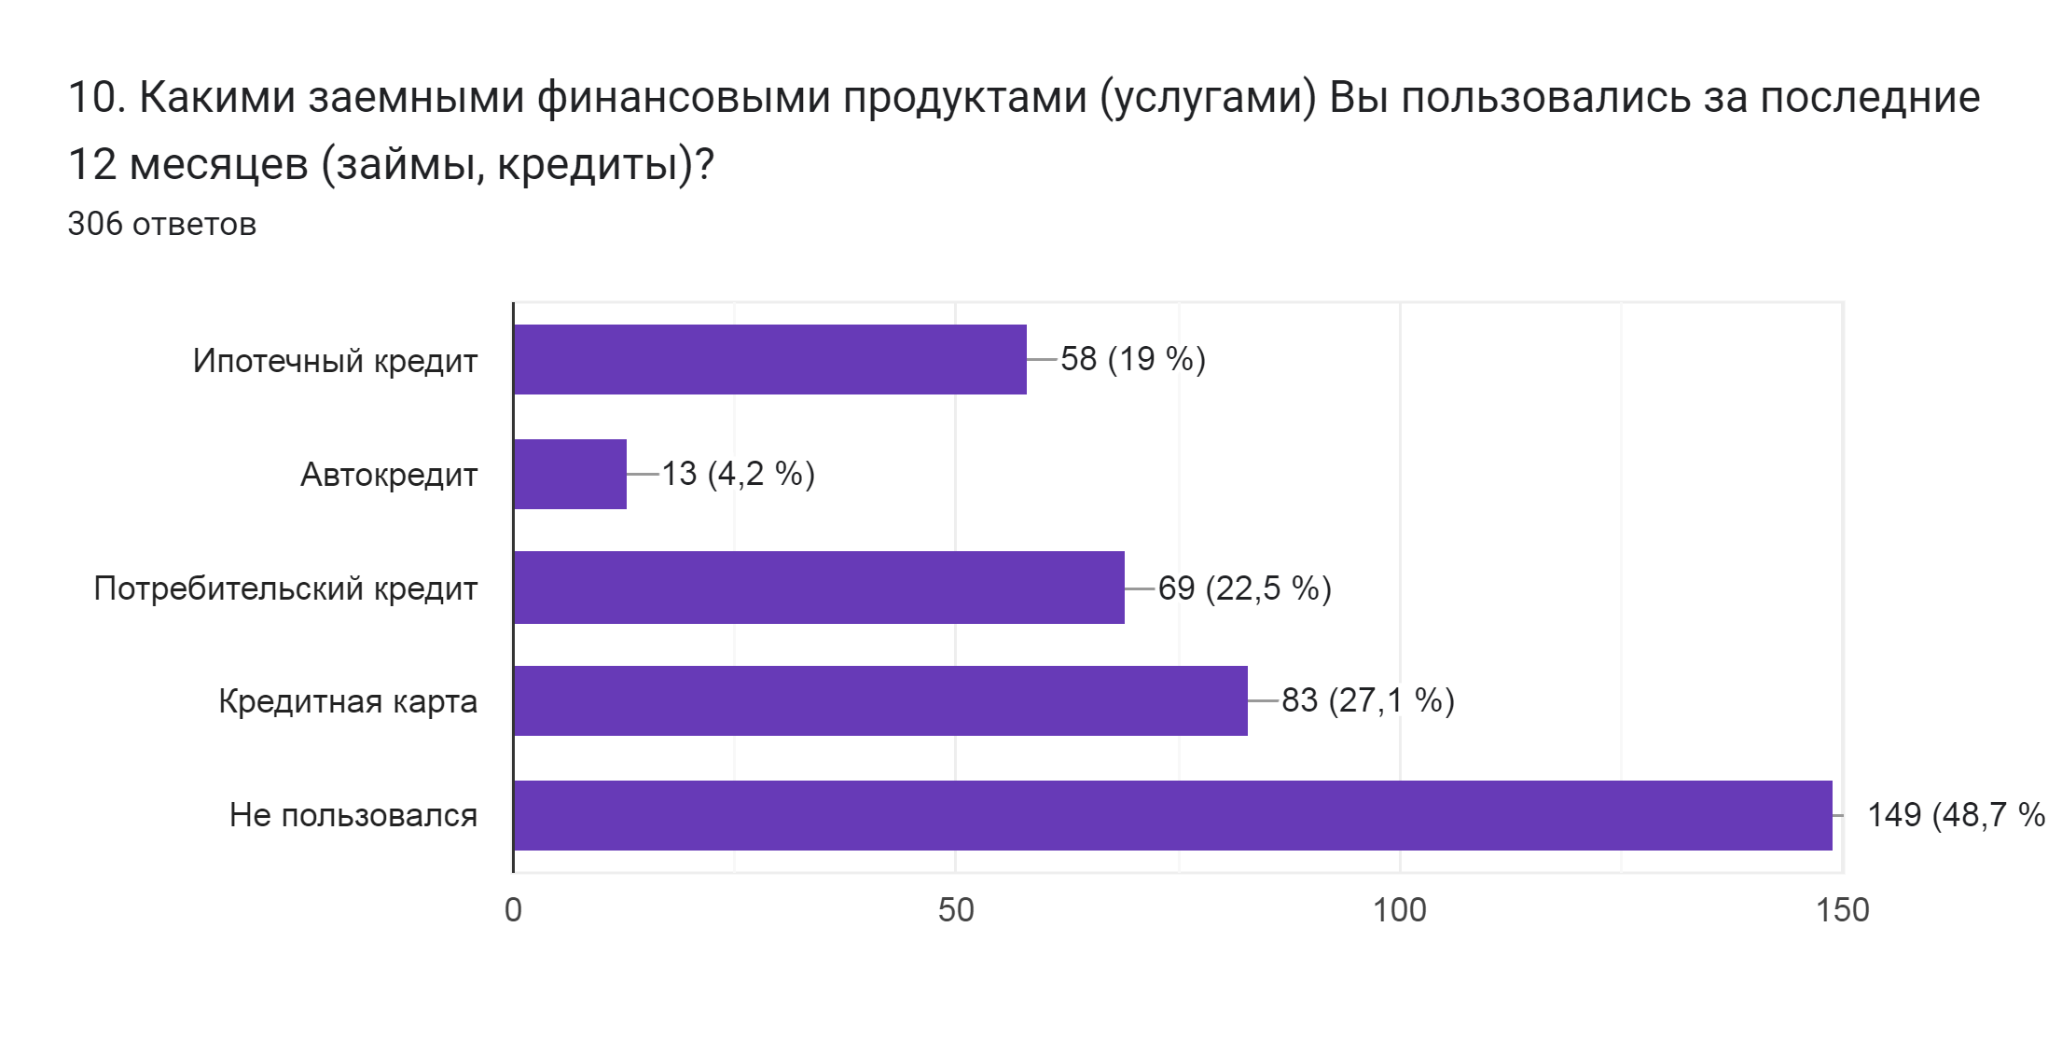 10. Какими заемными финансовыми продуктами (услугами) Вы пользовались за последние
12 месяцев (займы, кредиты)?
306 ответов
Ипотечный кредит 58 (19 %)
Автокредит 13 (4,2 %)
Потребительский кредит 69 (22,5 %)
Кредитная карта 83 (27,1 %)
Не пользовался 149 (48,7 %
0 50 100 150